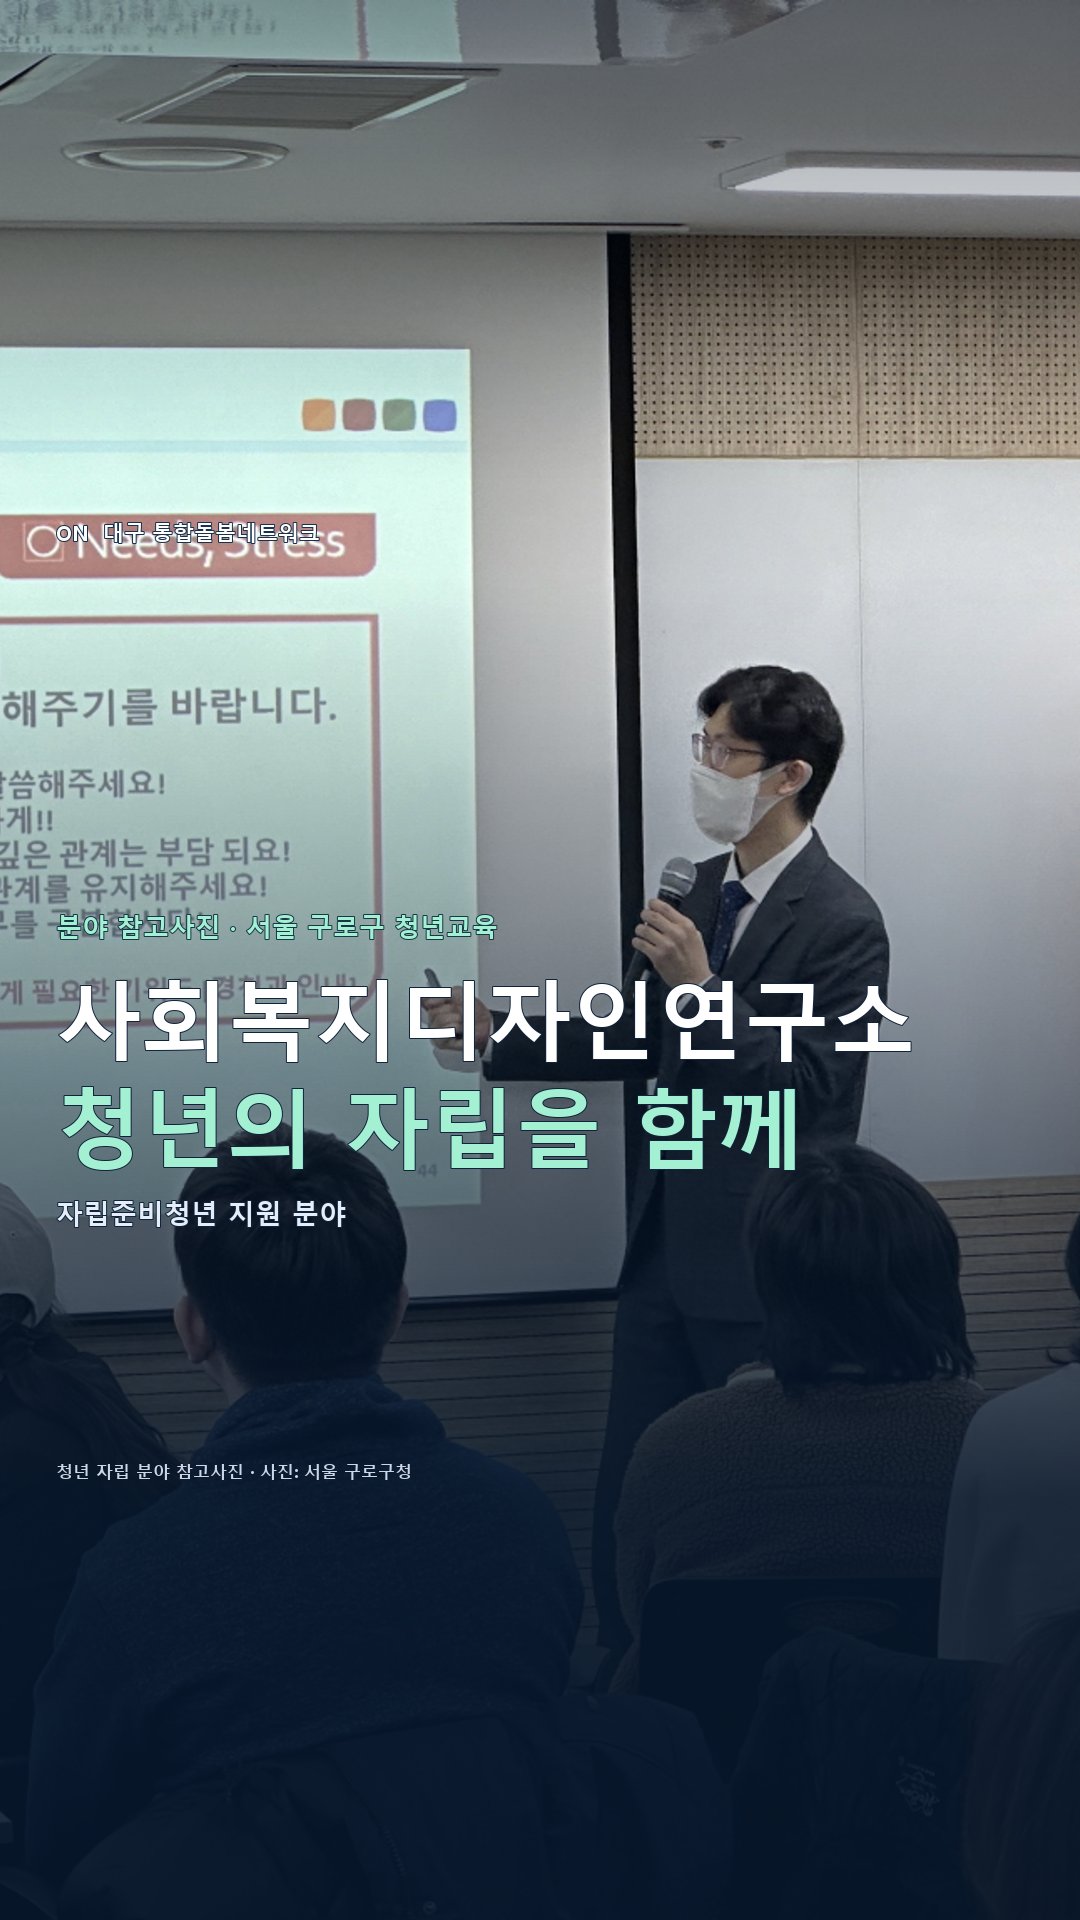 ON 대구 통합돌봄네트워크
Needs, Stress
해주기를 바랍니다.
말씀해주세요!
하게!!
깊은 관계는 부담 되요!
관계를 유지해주세요!
분야 참고사진 · 서울 구로구 청년교육
게 필요한
사회복지디자인연구소
청년의 자립을 함께
44
자립준비청년 지원 분야
청년 자립 분야 참고사진 · 사진: 서울 구로구청